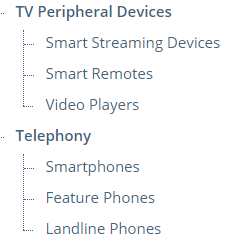 TV Peripheral Devices
Smart Streaming Devices
Smart Remotes
Video Players
Telephony
Smartphones
Feature Phones
Landline Phones